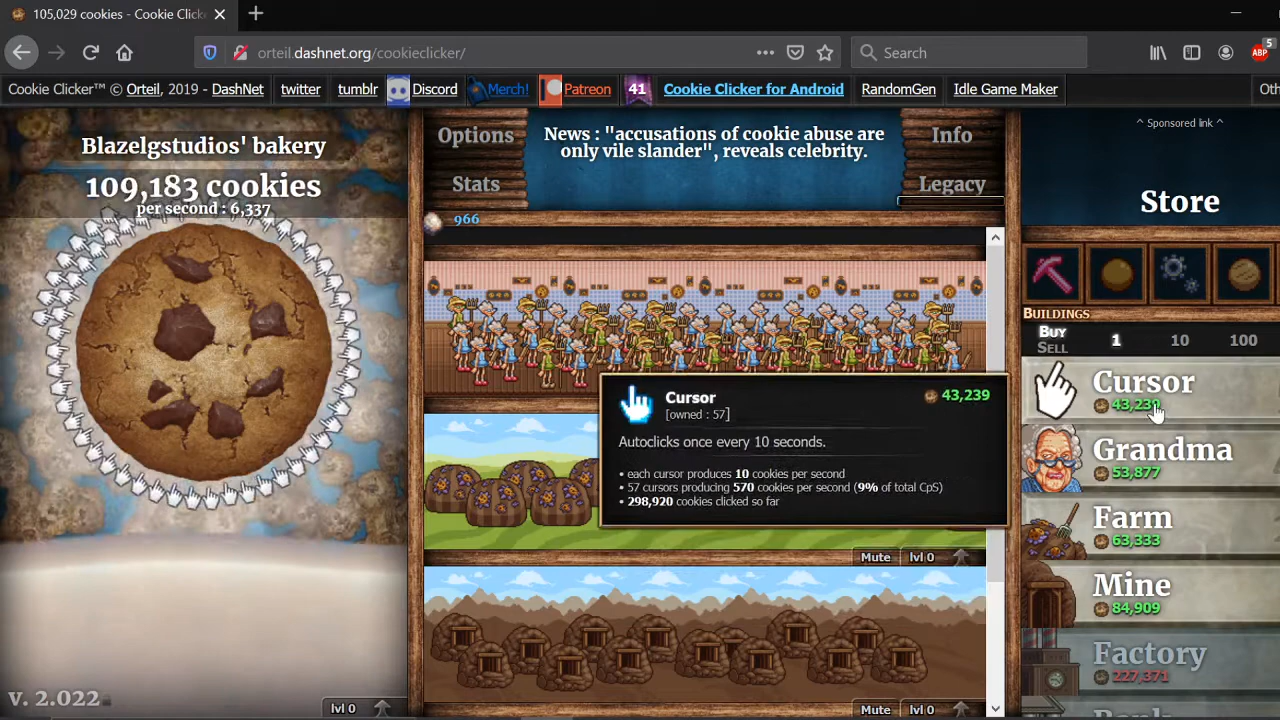 105,029 cookies - Cookie Click
orteil.dashnet.org/cookieclicker/
Search
ABP
5
Cookie Clicker™ © Orteil, 2019 - DashNet
twitter
tumblr
Discord
Merch!
Patreon
41
Cookie Clicker for Android
RandomGen
Idle Game Maker
Oth
Blazelgstudios' bakery
109,183 cookies
per second : 6,337
v. 2.022
lvl 0
Options
Stats
News : "accusations of cookie abuse are
only vile slander", reveals celebrity.
Info
Legacy
966
Cursor
[owned : 57]
43,239
Autoclicks once every 10 seconds.
• each cursor produces 10 cookies per second
• 57 cursors producing 570 cookies per second (9% of total CpS)
• 298,920 cookies clicked so far
Mute
lvl 0
Mute
lvl 0
^ Sponsored link ^
Store
BUILDINGS
BUY
SELL
1
10
100
Cursor
43,239
Grandma
53,877
Farm
63,333
Mine
84,909
Factory
227,371